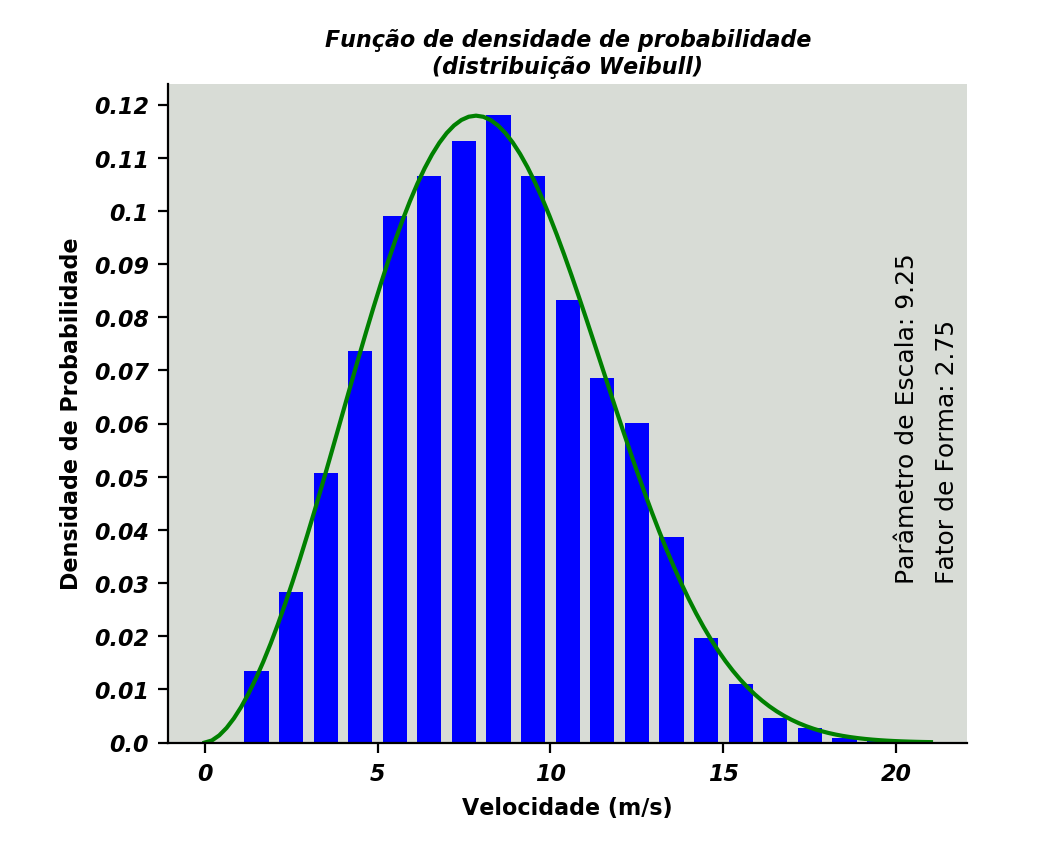 Função de densidade de probabilidade
(distribuição Weibull)
0.12
0.11
0.1
0.09
0.08
0.07
0.06
0.05
0.04
0.03
0.02
0.01
0.0
Densidade de Probabilidade
Parâmetro de Escala: 9.25
Fator de Forma: 2.75
0 5 10 15 20
Velocidade (m/s)